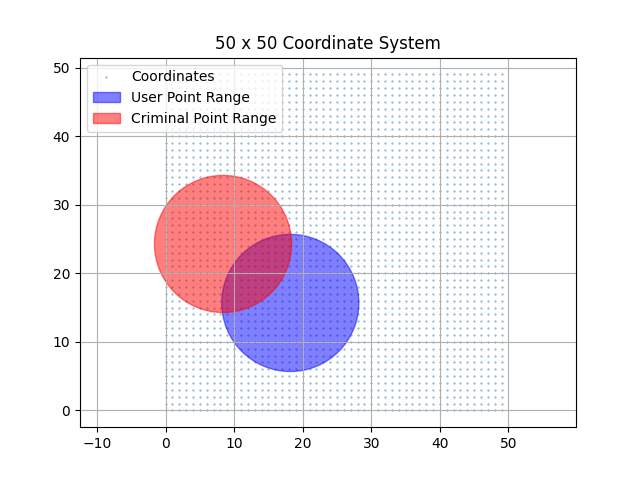 50 x 50 Coordinate System
50
Coordinates
User Point Range
Criminal Point Range
40
30
20
10
0
−10 0 10 20 30 40 50